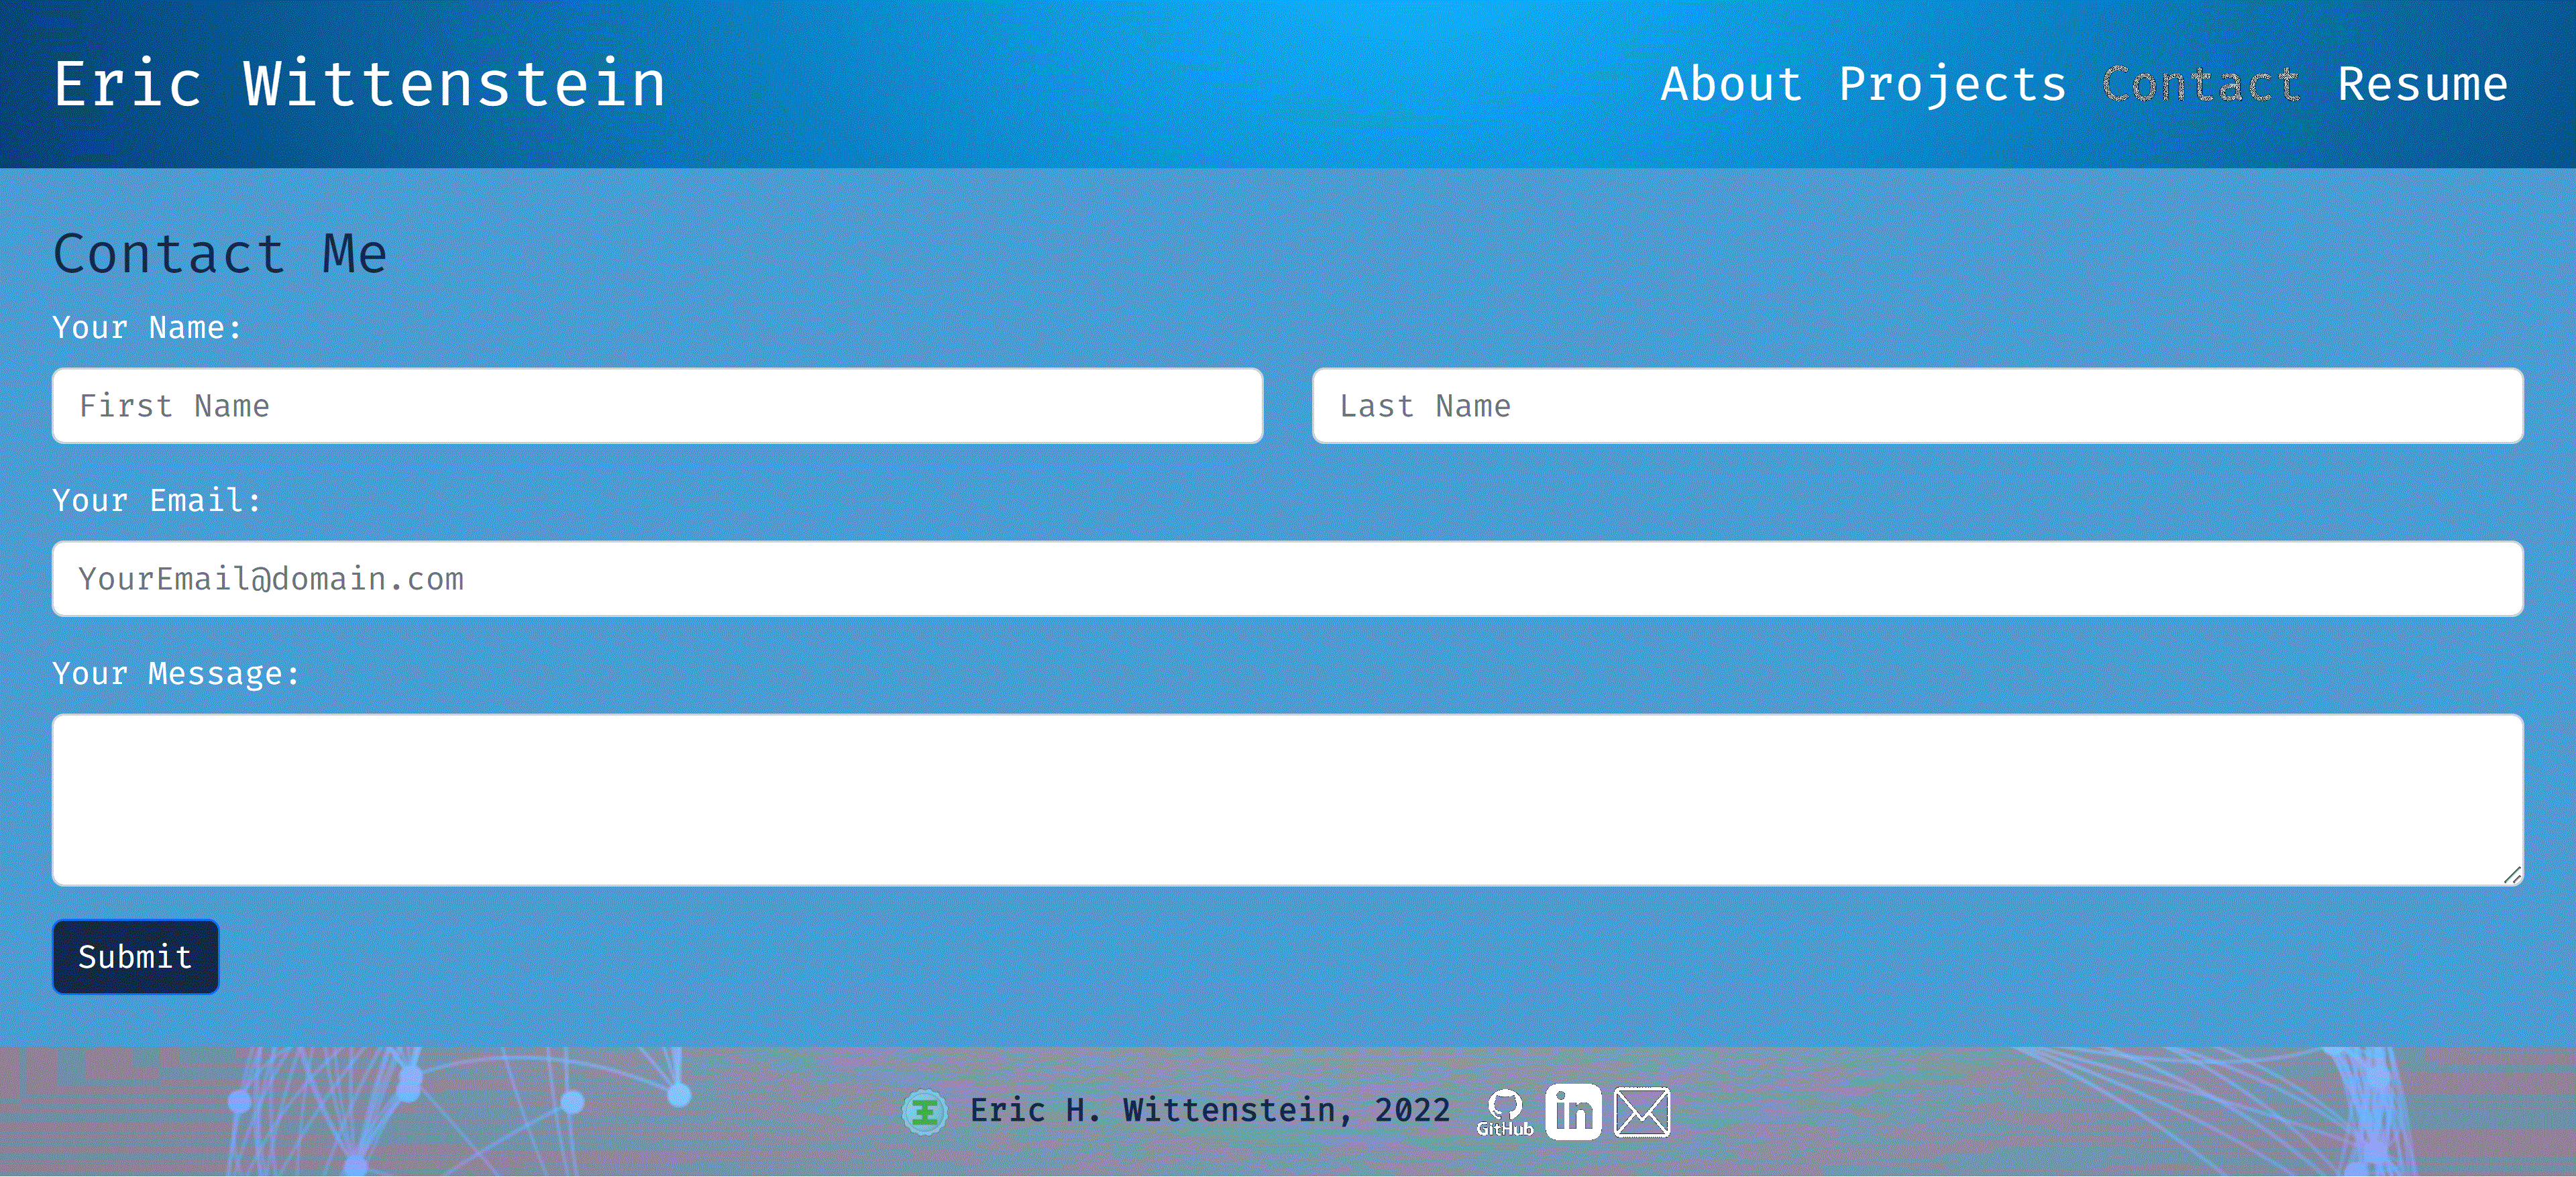 Eric Wittenstein
About Projects Contact Resume
Contact Me
Your Name:
First Name
Last Name
Your Email:
YourEmail@domain.com
Your Message:
Submit
Eric H. Wittenstein, 2022
GitHub
in